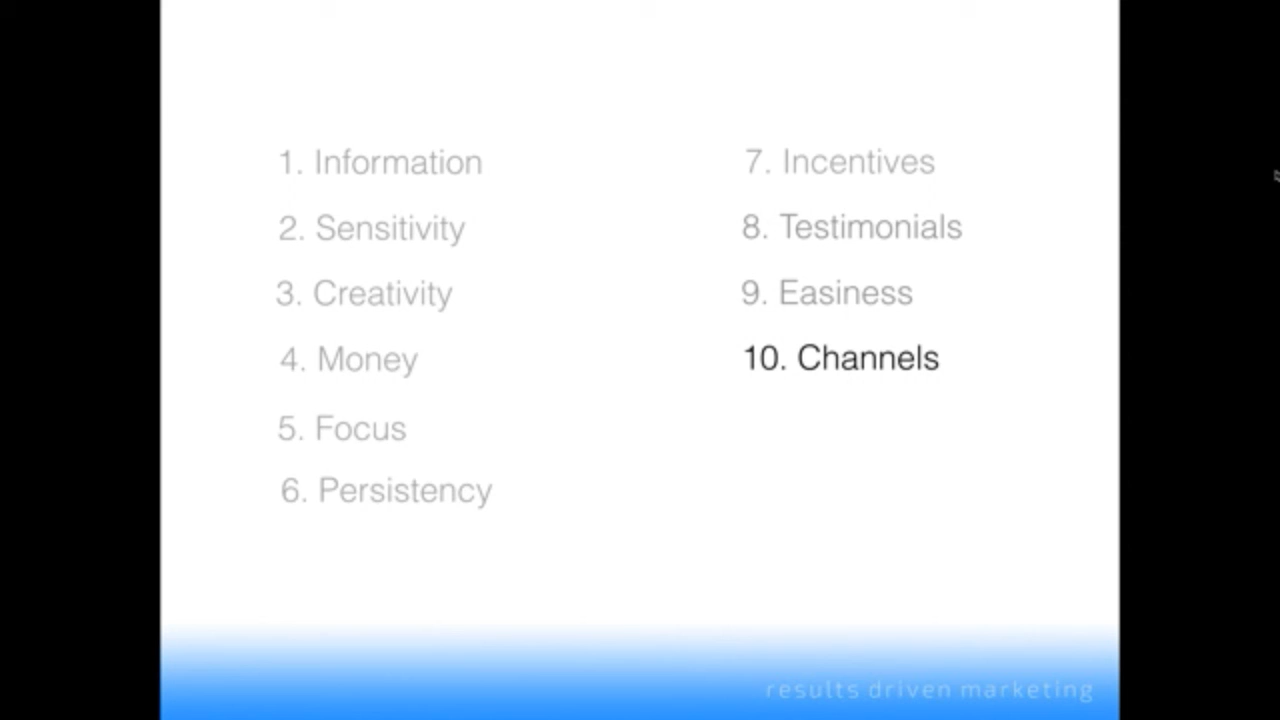 1. Information
2. Sensitivity
3. Creativity
4. Money
5. Focus
6. Persistency
7. Incentives
8. Testimonials
9. Easiness
10. Channels
results driven marketing